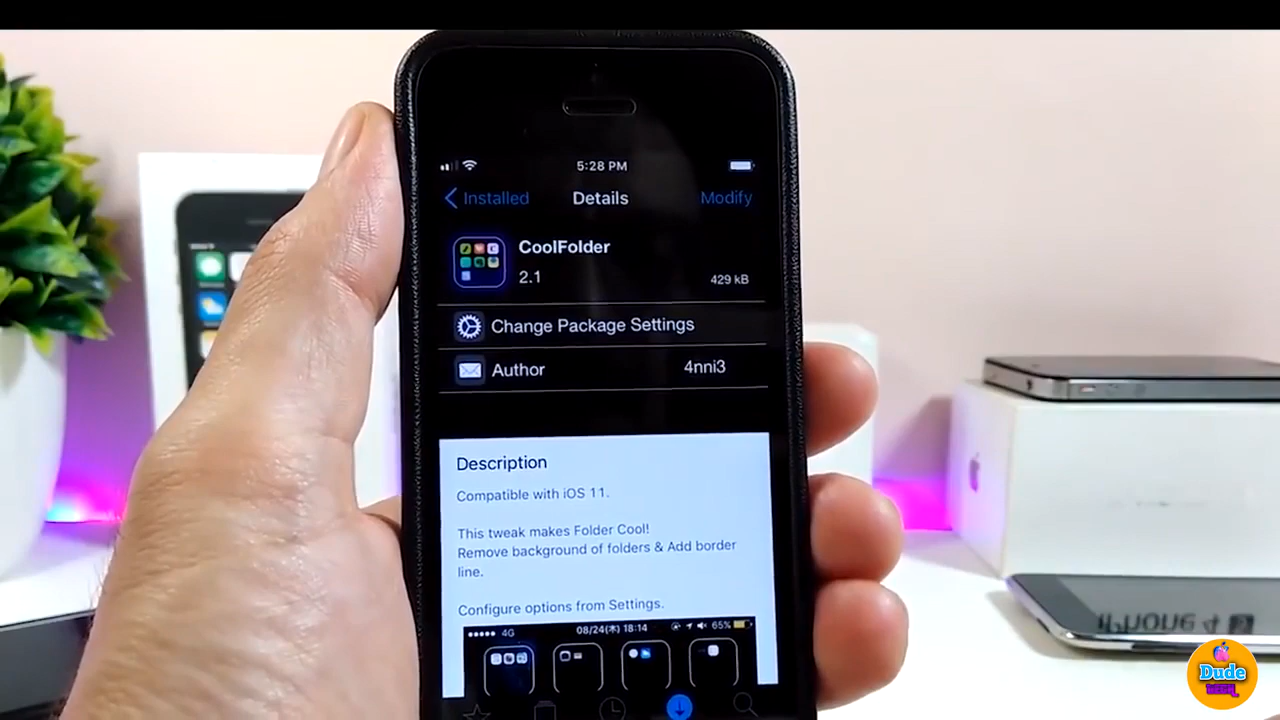 5:28 PM
Installed Details Modify
CoolFolder
2.1 429 kB
Change Package Settings
Author 4nni3
Description
Compatible with iOS 11.
This tweak makes Folder Cool!
Remove background of folders & Add border
line.
Configure options from Settings.
4G 08/24(木) 18:14 65%
iPhone 4
Dude